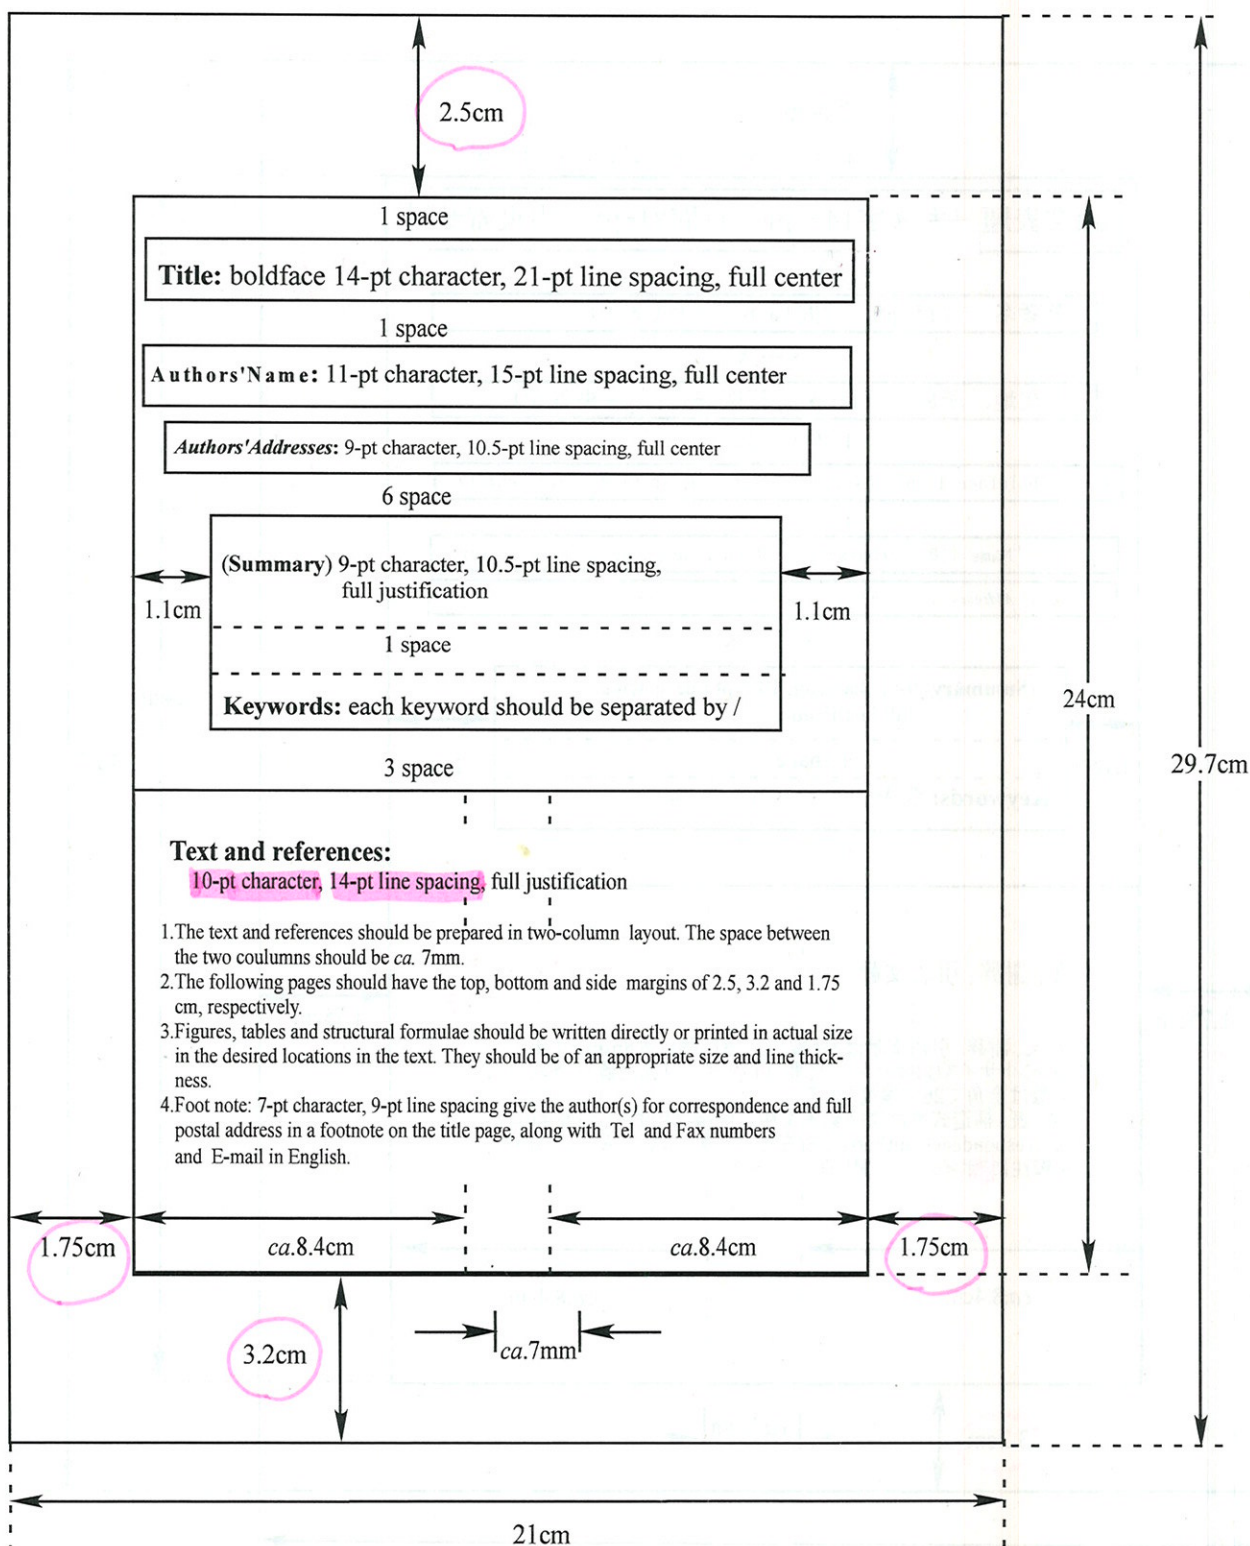 2.5cm
1 space
Title: boldface 14-pt character, 21-pt line spacing, full center
1 space
Authors'Name: 11-pt character, 15-pt line spacing, full center
Authors'Addresses: 9-pt character, 10.5-pt line spacing, full center
6 space
(Summary) 9-pt character, 10.5-pt line spacing,
full justification
1.1cm
1.1cm
1 space
Keywords: each keyword should be separated by /
24cm
29.7cm
3 space
Text and references:
10-pt character, 14-pt line spacing, full justification
1.The text and references should be prepared in two-column layout. The space between
the two coulumns should be ca. 7mm.
2.The following pages should have the top, bottom and side margins of 2.5, 3.2 and 1.75
cm, respectively.
3.Figures, tables and structural formulae should be written directly or printed in actual size
in the desired locations in the text. They should be of an appropriate size and line thick-
ness.
4.Foot note: 7-pt character, 9-pt line spacing give the author(s) for correspondence and full
postal address in a footnote on the title page, along with Tel and Fax numbers
and E-mail in English.
1.75cm
ca.8.4cm
ca.8.4cm
1.75cm
3.2cm
ca.7mm
21cm